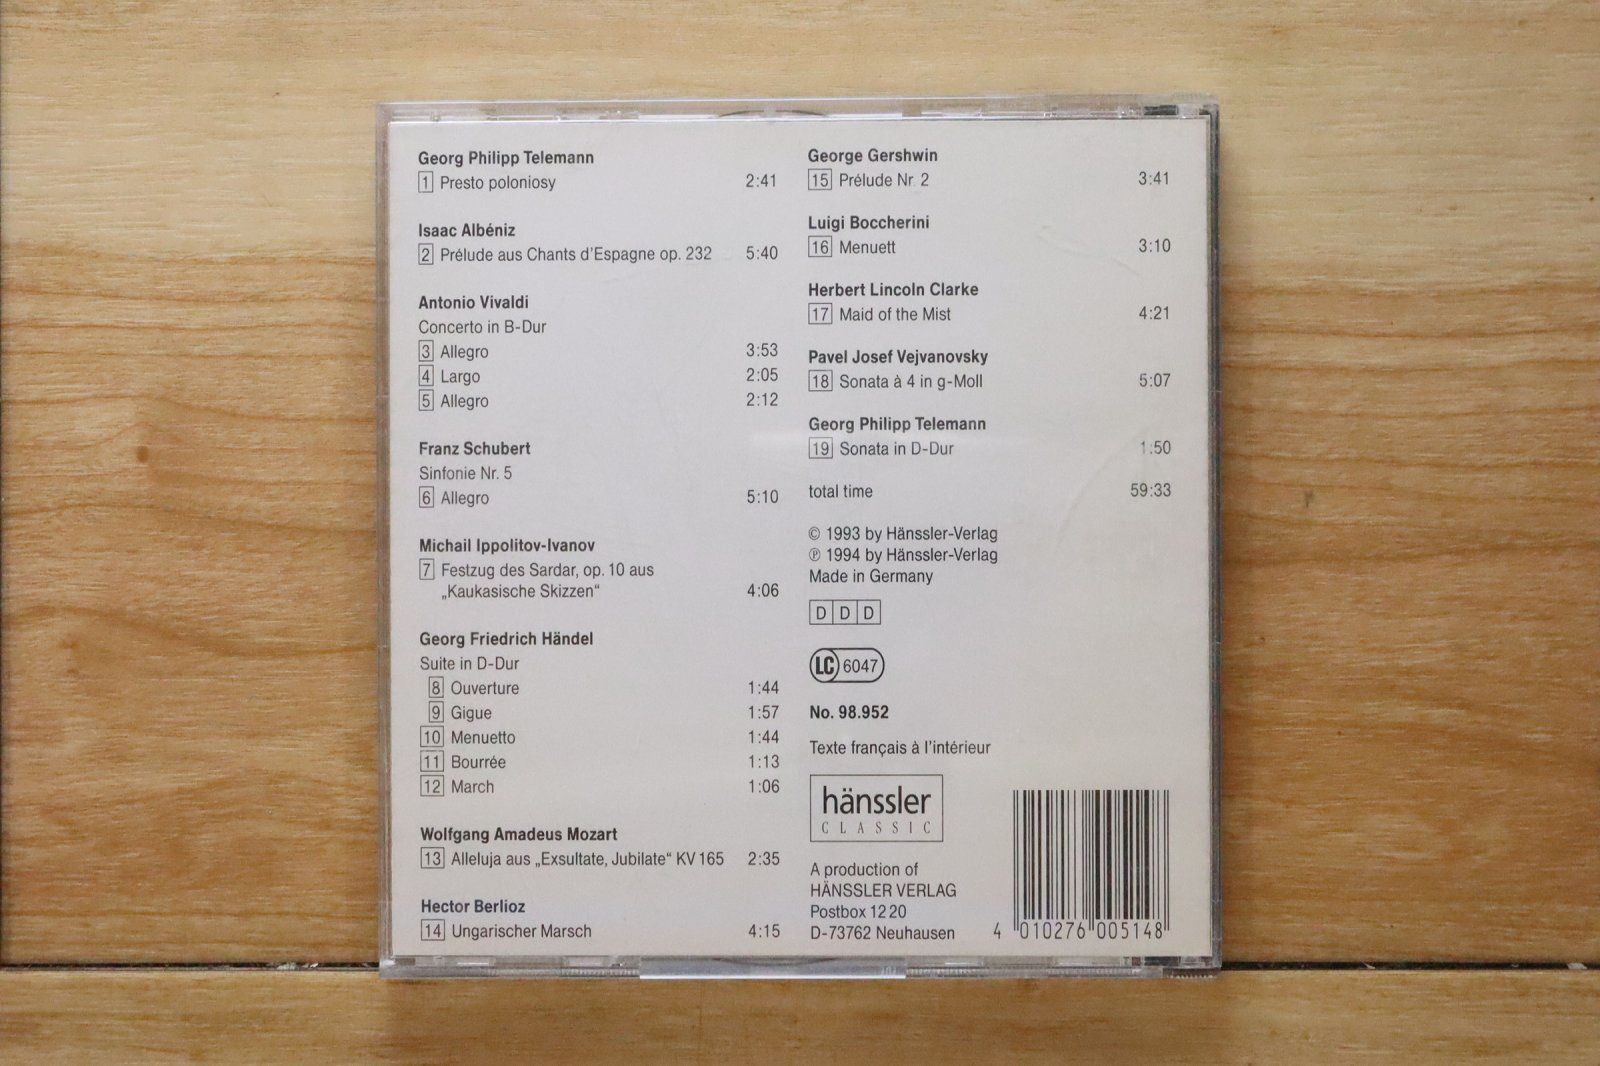 Georg Philipp Telemann
1 Presto poloniosy 2:41
Isaac Albéniz
2 Prélude aus Chants d'Espagne op. 232 5:40
Antonio Vivaldi
Concerto in B-Dur
3 Allegro 3:53
4 Largo 2:05
5 Allegro 2:12
Franz Schubert
Sinfonie Nr. 5
6 Allegro 5:10
Michail Ippolitov-Ivanov
7 Festzug des Sardar, op. 10 aus
„Kaukasische Skizzen“ 4:06
Georg Friedrich Händel
Suite in D-Dur
8 Ouverture 1:44
9 Gigue 1:57
10 Menuetto 1:44
11 Bourrée 1:13
12 March 1:06
Wolfgang Amadeus Mozart
13 Alleluja aus „Exsultate, Jubilate“ KV 165 2:35
Hector Berlioz
14 Ungarischer Marsch 4:15
George Gershwin
15 Prélude Nr. 2 3:41
Luigi Boccherini
16 Menuett 3:10
Herbert Lincoln Clarke
17 Maid of the Mist 4:21
Pavel Josef Vejvanovsky
18 Sonata à 4 in g-Moll 5:07
Georg Philipp Telemann
19 Sonata in D-Dur 1:50
total time 59:33
© 1993 by Hänssler-Verlag
℗ 1994 by Hänssler-Verlag
Made in Germany
D D D
LC 6047
No. 98.952
Texte français à l'intérieur
hänssler
CLASSIC
A production of
HÄNSSLER VERLAG
Postbox 12 20
D-73762 Neuhausen
4 010276 005148